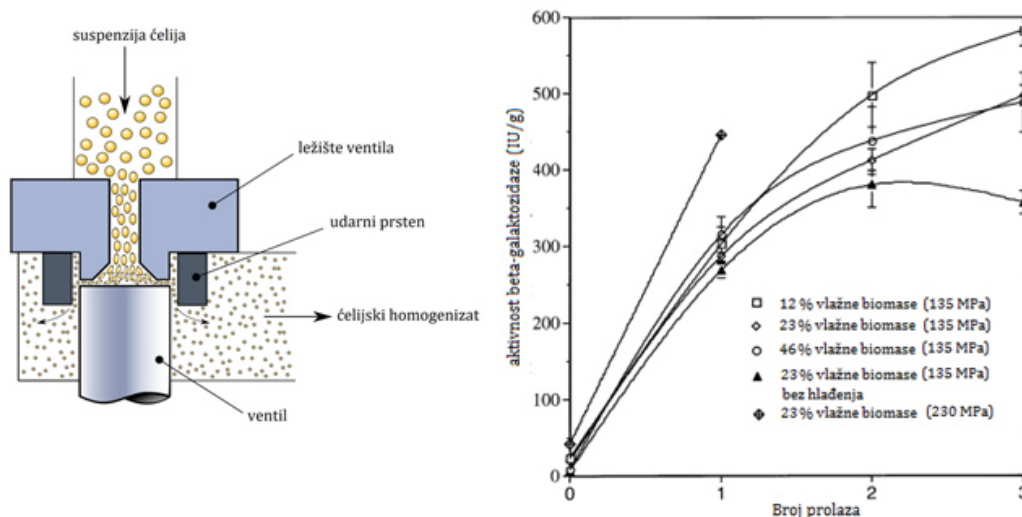 suspenzija ćelija
ležište ventila
udarni prsten
ćelijski homogenizat
ventil
aktivnost beta-galaktozidaze (IU/g)
600
500
400
300
200
100
0
0
1
2
3
Broj prolaza
12 % vlažne biomase (135 MPa)
23% vlažne biomase (135 MPa)
46% vlažne biomase (135 MPa)
23% vlažne biomase (135 MPa)
bez hlađenja
23% vlažne biomase (230 MPa)